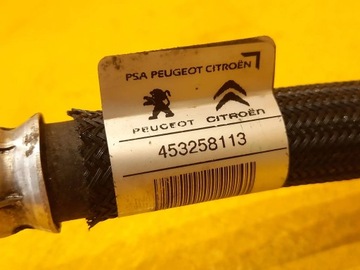 PSA PEUGEOT CITROËN
PEUGEOT CITROËN
453258113